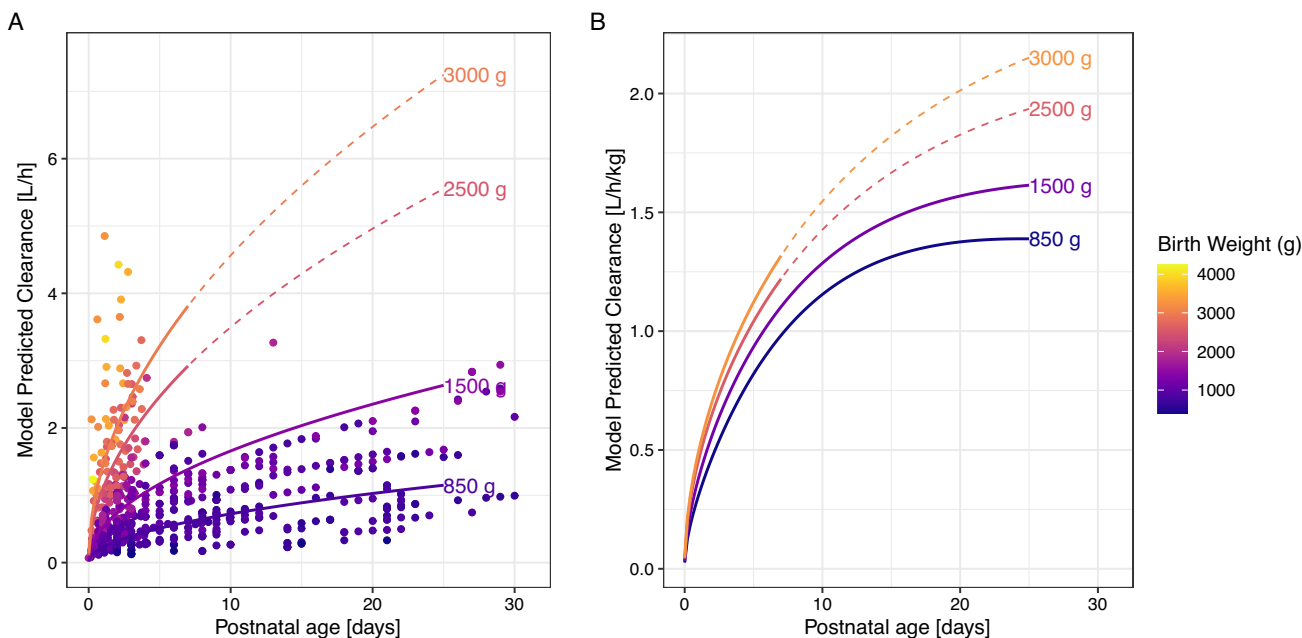 A
Model Predicted Clearance [L/h]
6
4
2
0
3000 g
2500 g
1500 g
850 g
0
10
20
30
Postnatal age [days]
B
Model Predicted Clearance [L/h/kg]
2.0
1.5
1.0
0.5
0.0
3000 g
2500 g
1500 g
850 g
0
10
20
30
Postnatal age [days]
Birth Weight (g)
4000
3000
2000
1000